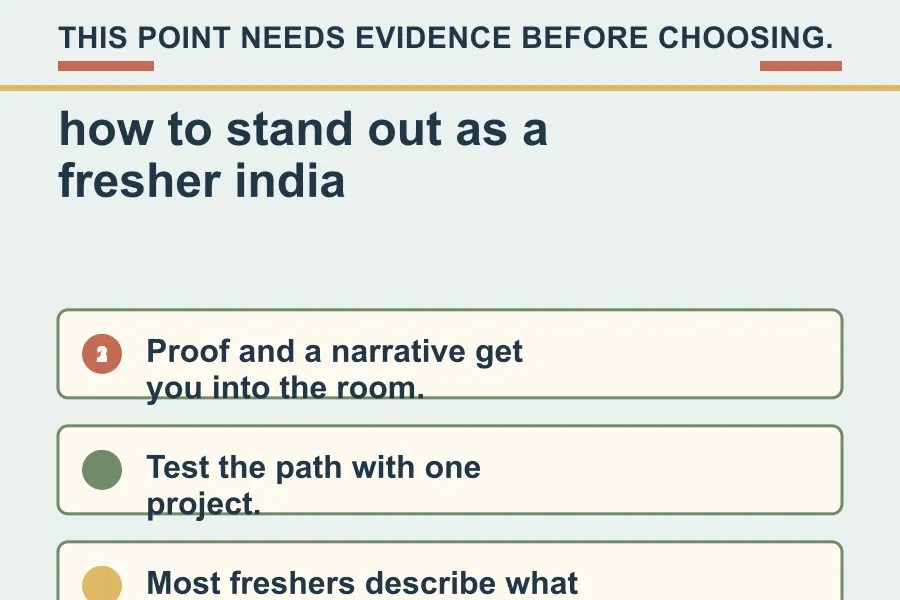 THIS POINT NEEDS EVIDENCE BEFORE CHOOSING.
how to stand out as a
fresher india
Proof and a narrative get
you into the room.
Test the path with one
project.
Most freshers describe what